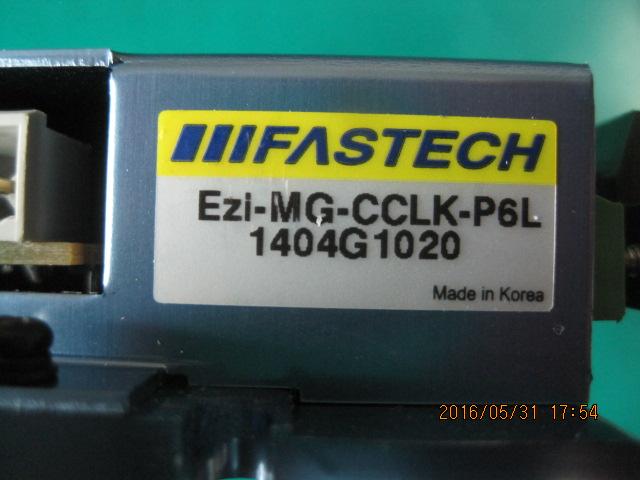 FASTECH
Ezi-MG-CCLK-P6L
1404G1020
Made in Korea
2016/05/31 17:54